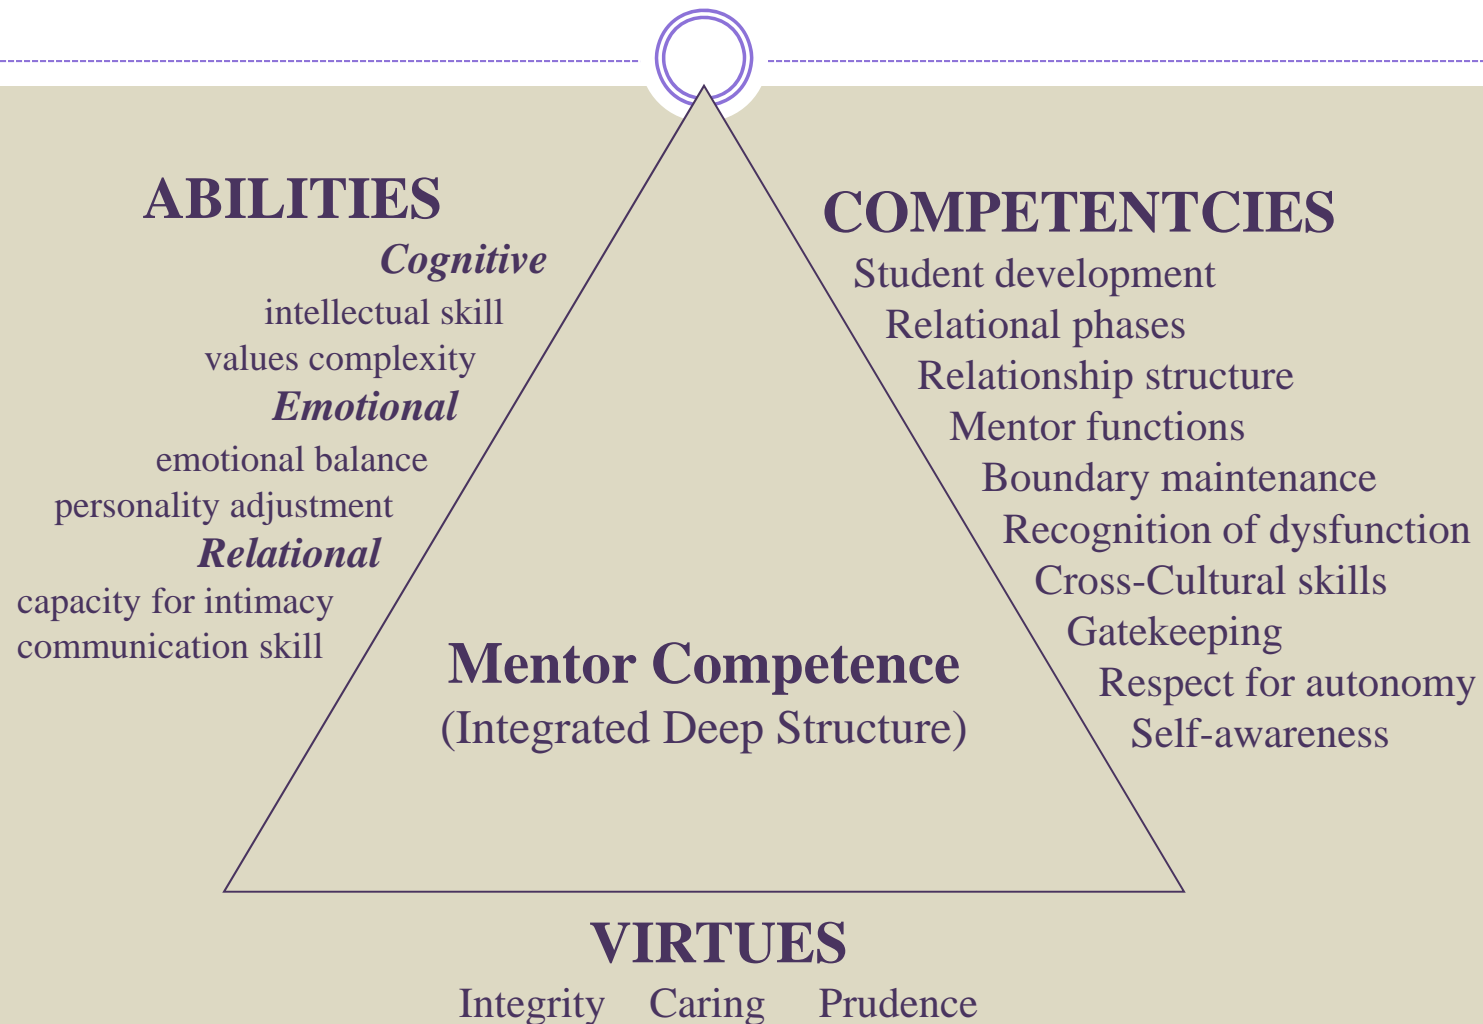 ABILITIES
Cognitive
intellectual skill
values complexity
Emotional
emotional balance
personality adjustment
Relational
capacity for intimacy
communication skill
COMPETENTCIES
Student development
Relational phases
Relationship structure
Mentor functions
Boundary maintenance
Recognition of dysfunction
Cross-Cultural skills
Gatekeeping
Respect for autonomy
Self-awareness
Mentor Competence
(Integrated Deep Structure)
VIRTUES
Integrity Caring Prudence